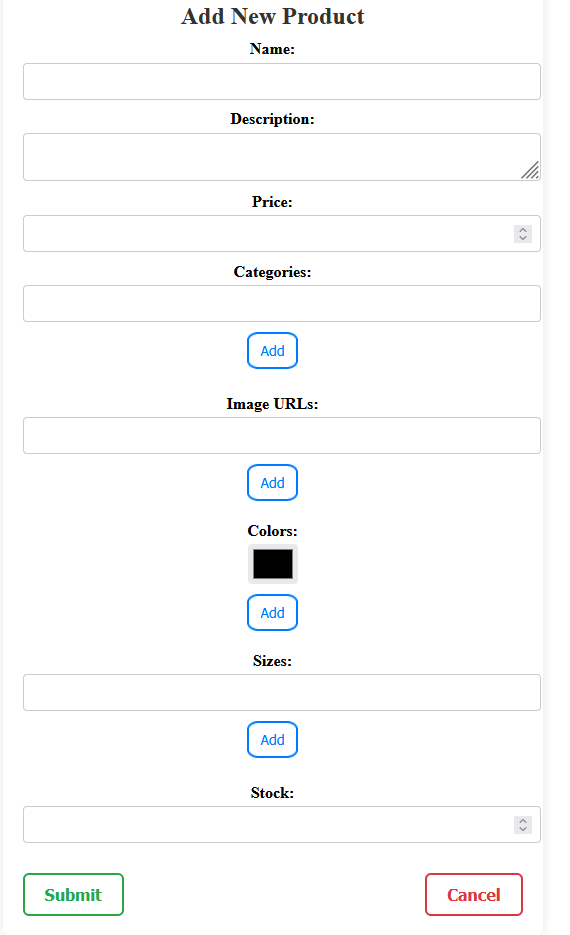 Add New Product
Name:
Description:
Price:
Categories:
Add
Image URLs:
Add
Colors:
Add
Sizes:
Add
Stock:
Submit
Cancel